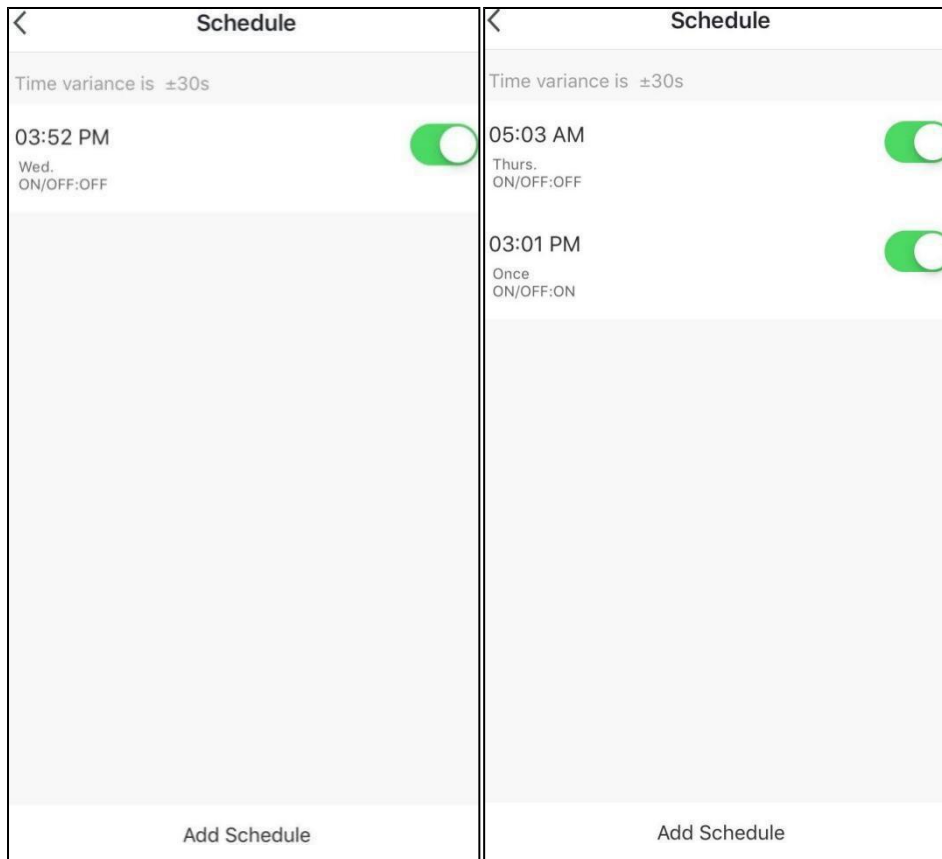 Schedule
Time variance is ±30s
03:52 PM
Wed.
ON/OFF:OFF
Add Schedule
Schedule
Time variance is ±30s
05:03 AM
Thurs.
ON/OFF:OFF
03:01 PM
Once
ON/OFF:ON
Add Schedule